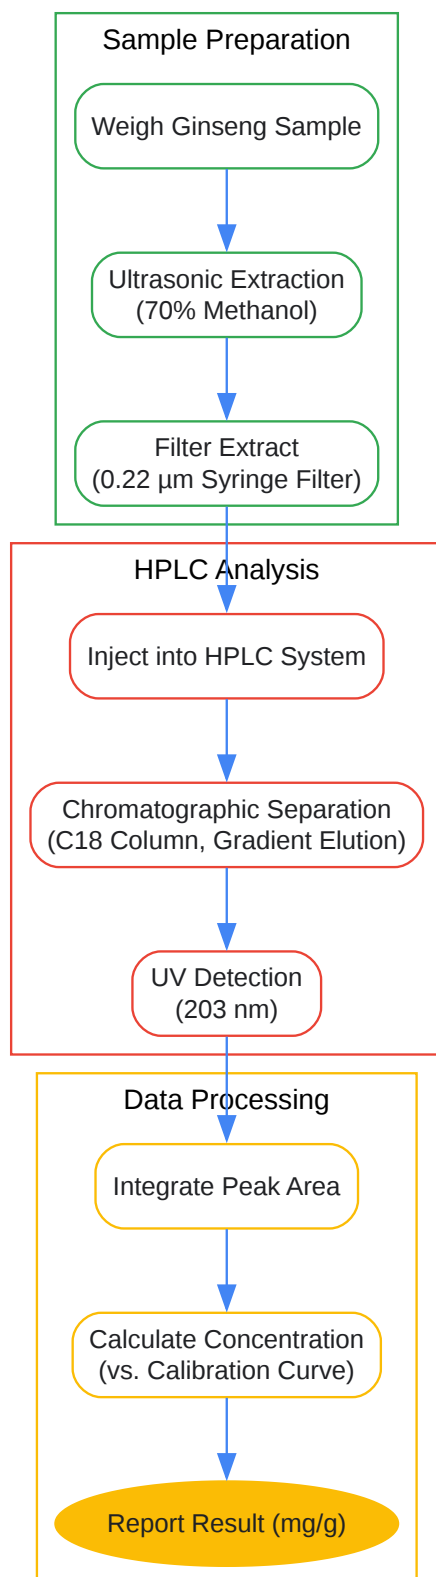 Sample Preparation
Weigh Ginseng Sample
Ultrasonic Extraction
(70% Methanol)
Filter Extract
(0.22 µm Syringe Filter)
HPLC Analysis
Inject into HPLC System
Chromatographic Separation
(C18 Column, Gradient Elution)
UV Detection
(203 nm)
Data Processing
Integrate Peak Area
Calculate Concentration
(vs. Calibration Curve)
Report Result (mg/g)